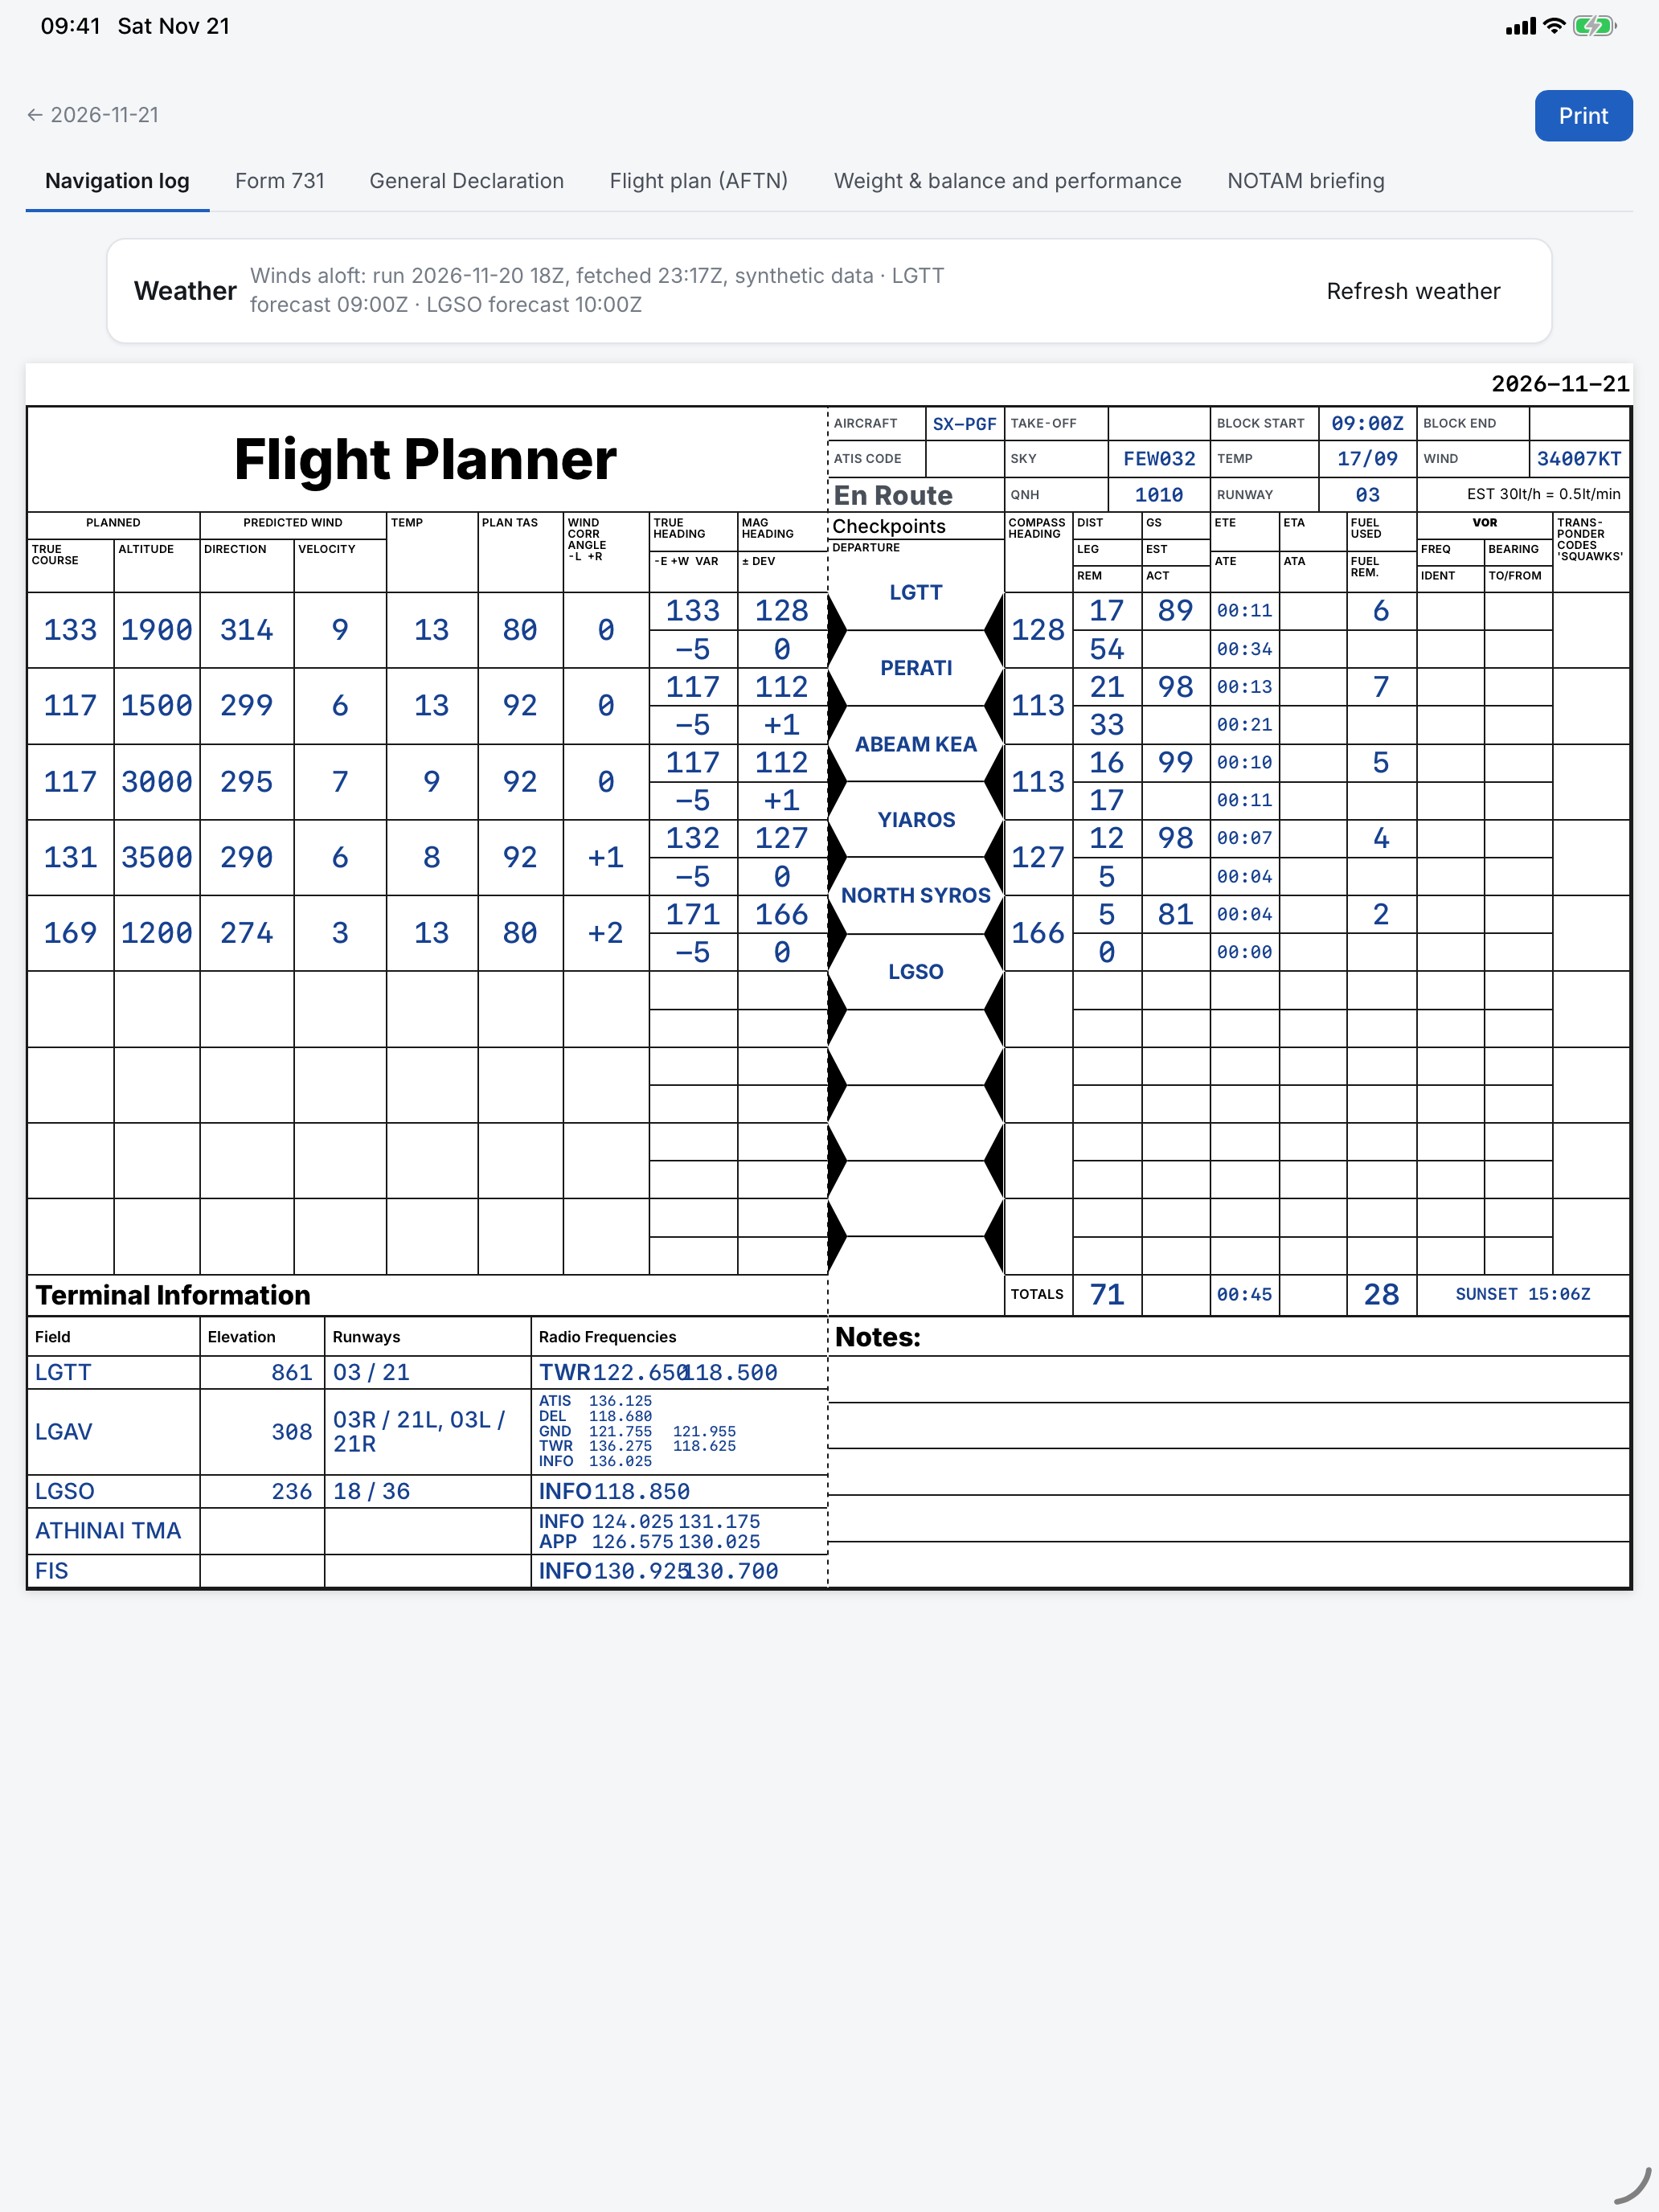 09:41 Sat Nov 21
← 2026-11-21
Print
Navigation log Form 731 General Declaration Flight plan (AFTN) Weight & balance and performance NOTAM briefing
Weather
Winds aloft: run 2026-11-20 18Z, fetched 23:17Z, synthetic data · LGTT
forecast 09:00Z · LGSO forecast 10:00Z
Refresh weather
2026-11-21
Flight Planner
AIRCRAFT SX-PGF TAKE-OFF BLOCK START 09:00Z BLOCK END
ATIS CODE SKY FEW032 TEMP 17/09 WIND 34007KT
En Route QNH 1010 RUNWAY 03 EST 30lt/h = 0.5lt/min
PLANNED PREDICTED WIND TEMP PLAN TAS WIND CORR ANGLE -L +R TRUE HEADING MAG HEADING Checkpoints COMPASS HEADING DIST GS ETE ETA FUEL USED VOR TRANS-PONDER CODES 'SQUAWKS'
TRUE COURSE ALTITUDE DIRECTION VELOCITY -E +W VAR ± DEV DEPARTURE LEG EST ATE ATA FUEL REM. FREQ BEARING
REM ACT IDENT TO/FROM
LGTT
133 1900 314 9 13 80 0 133 128 128 17 89 00:11 6
-5 0 54 00:34
PERATI
117 1500 299 6 13 92 0 117 112 113 21 98 00:13 7
-5 +1 33 00:21
ABEAM KEA
117 3000 295 7 9 92 0 117 112 113 16 99 00:10 5
-5 +1 17 00:11
YIAROS
131 3500 290 6 8 92 +1 132 127 127 12 98 00:07 4
-5 0 5 00:04
NORTH SYROS
169 1200 274 3 13 80 +2 171 166 166 5 81 00:04 2
-5 0 0 00:00
LGSO
Terminal Information TOTALS 71 00:45 28 SUNSET 15:06Z
Field Elevation Runways Radio Frequencies Notes:
LGTT 861 03 / 21 TWR 122.650 118.500
LGAV 308 03R / 21L, 03L / 21R
ATIS 136.125
DEL 118.680
GND 121.755 121.955
TWR 136.275 118.625
INFO 136.025
LGSO 236 18 / 36 INFO 118.850
ATHINAI TMA INFO 124.025 131.175
APP 126.575 130.025
FIS INFO 130.925 130.700